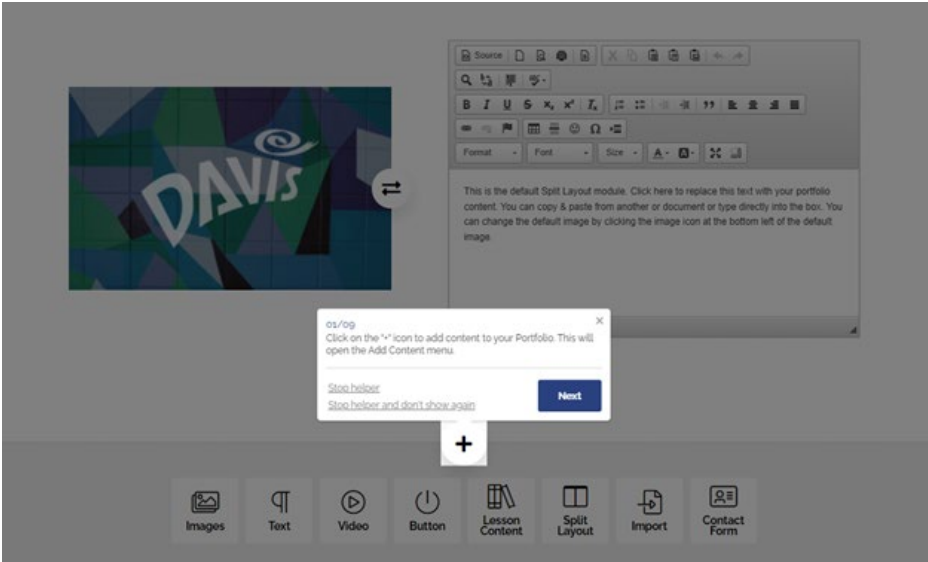 DAVIS
Source
Format
Font
Size
This is the default Split Layout module. Click here to replace this text with your portfolio
content. You can copy & paste from another or document or type directly into the box. You
can change the default image by clicking the image icon at the bottom left of the default
image.
01/09
Click on the "+" icon to add content to your Portfolio. This will
open the Add Content menu.
Stop helper
Stop helper and don't show again
Next
Images
Text
Video
Button
Lesson
Content
Split
Layout
Import
Contact
Form